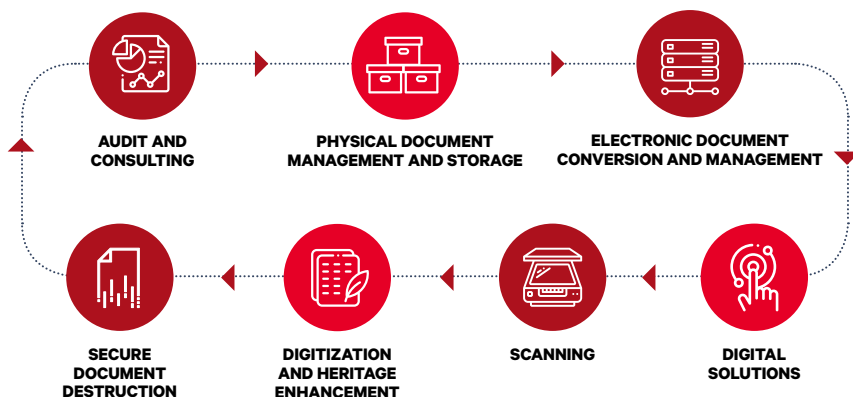 AUDIT AND
CONSULTING
PHYSICAL DOCUMENT
MANAGEMENT AND STORAGE
ELECTRONIC DOCUMENT
CONVERSION AND MANAGEMENT
SECURE
DOCUMENT
DESTRUCTION
DIGITIZATION
AND HERITAGE
ENHANCEMENT
SCANNING
DIGITAL
SOLUTIONS